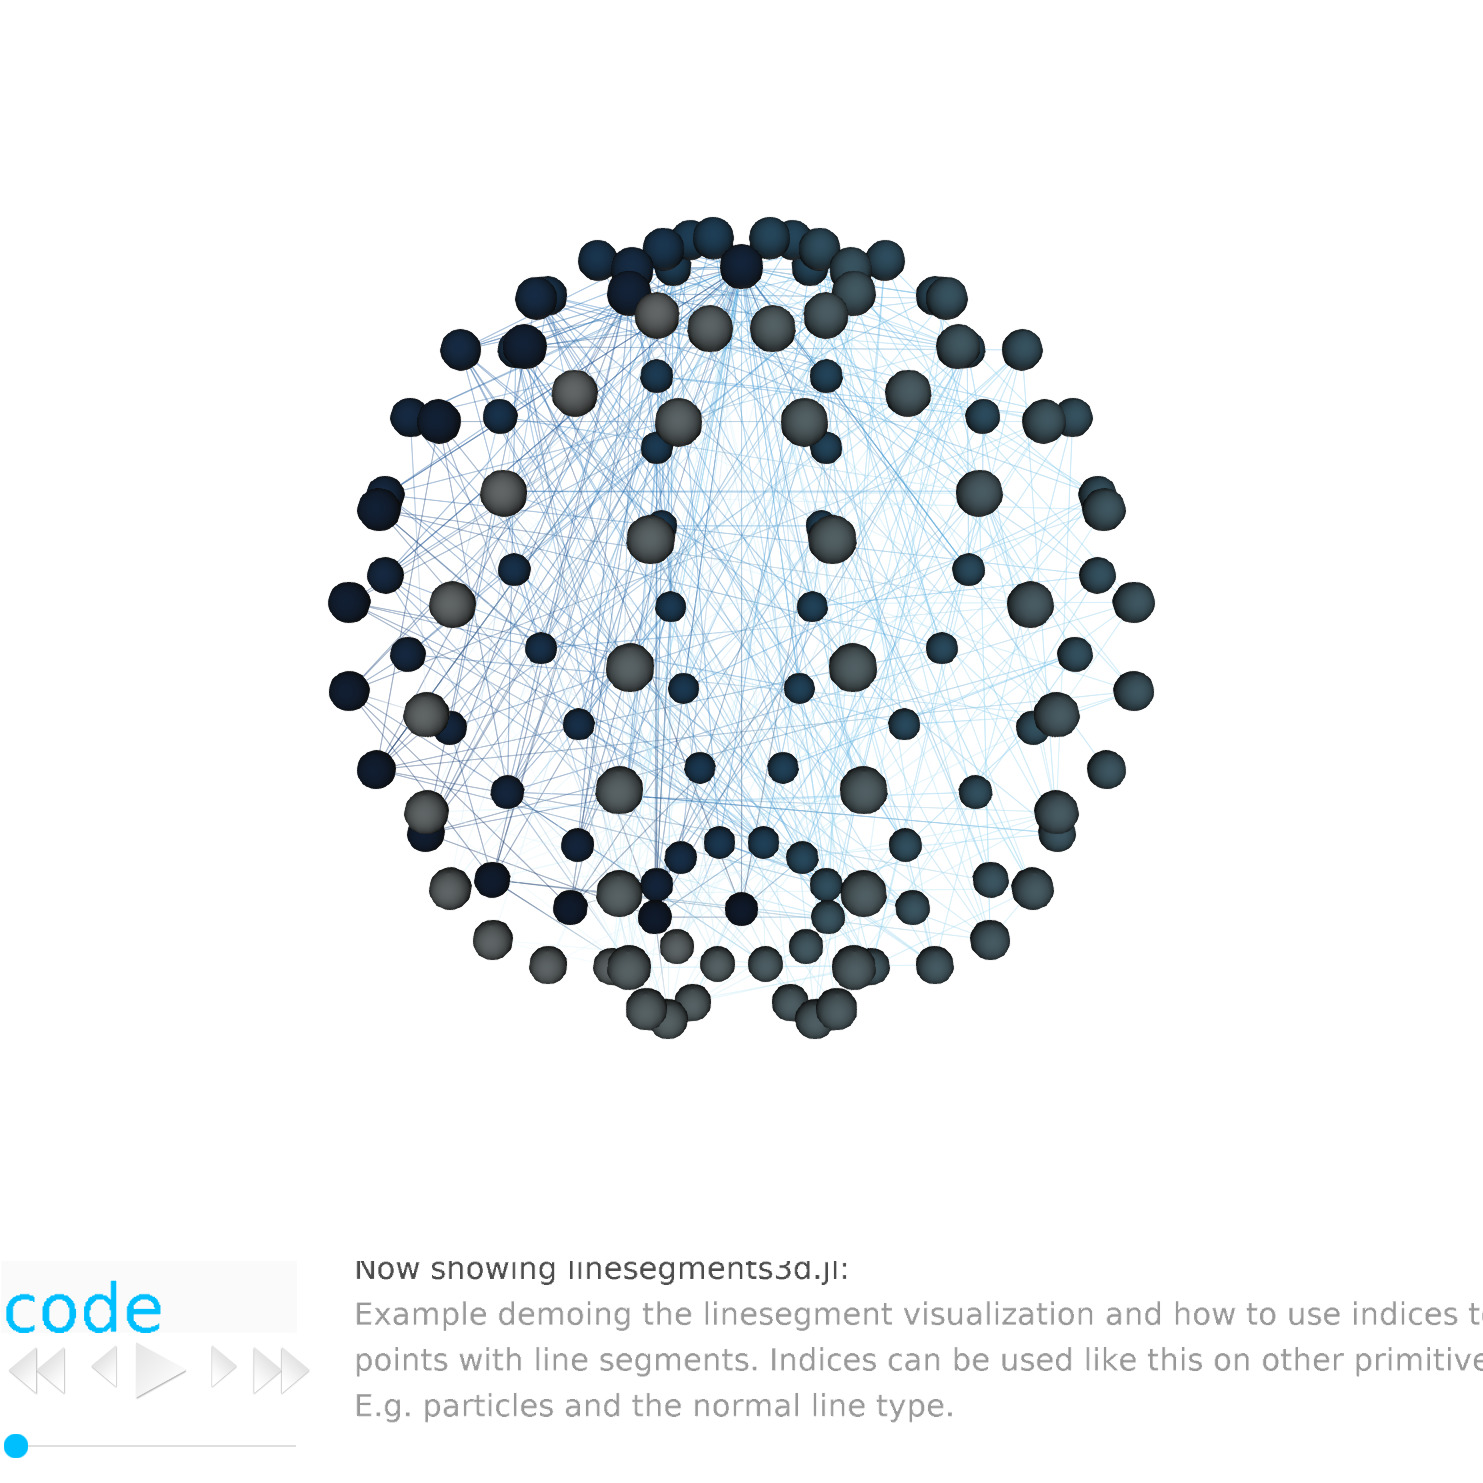 Now showing linesegments3d.jl:
code
Example demoing the linesegment visualization and how to use indices
points with line segments. Indices can be used like this on other
E.g. particles and the normal line type.